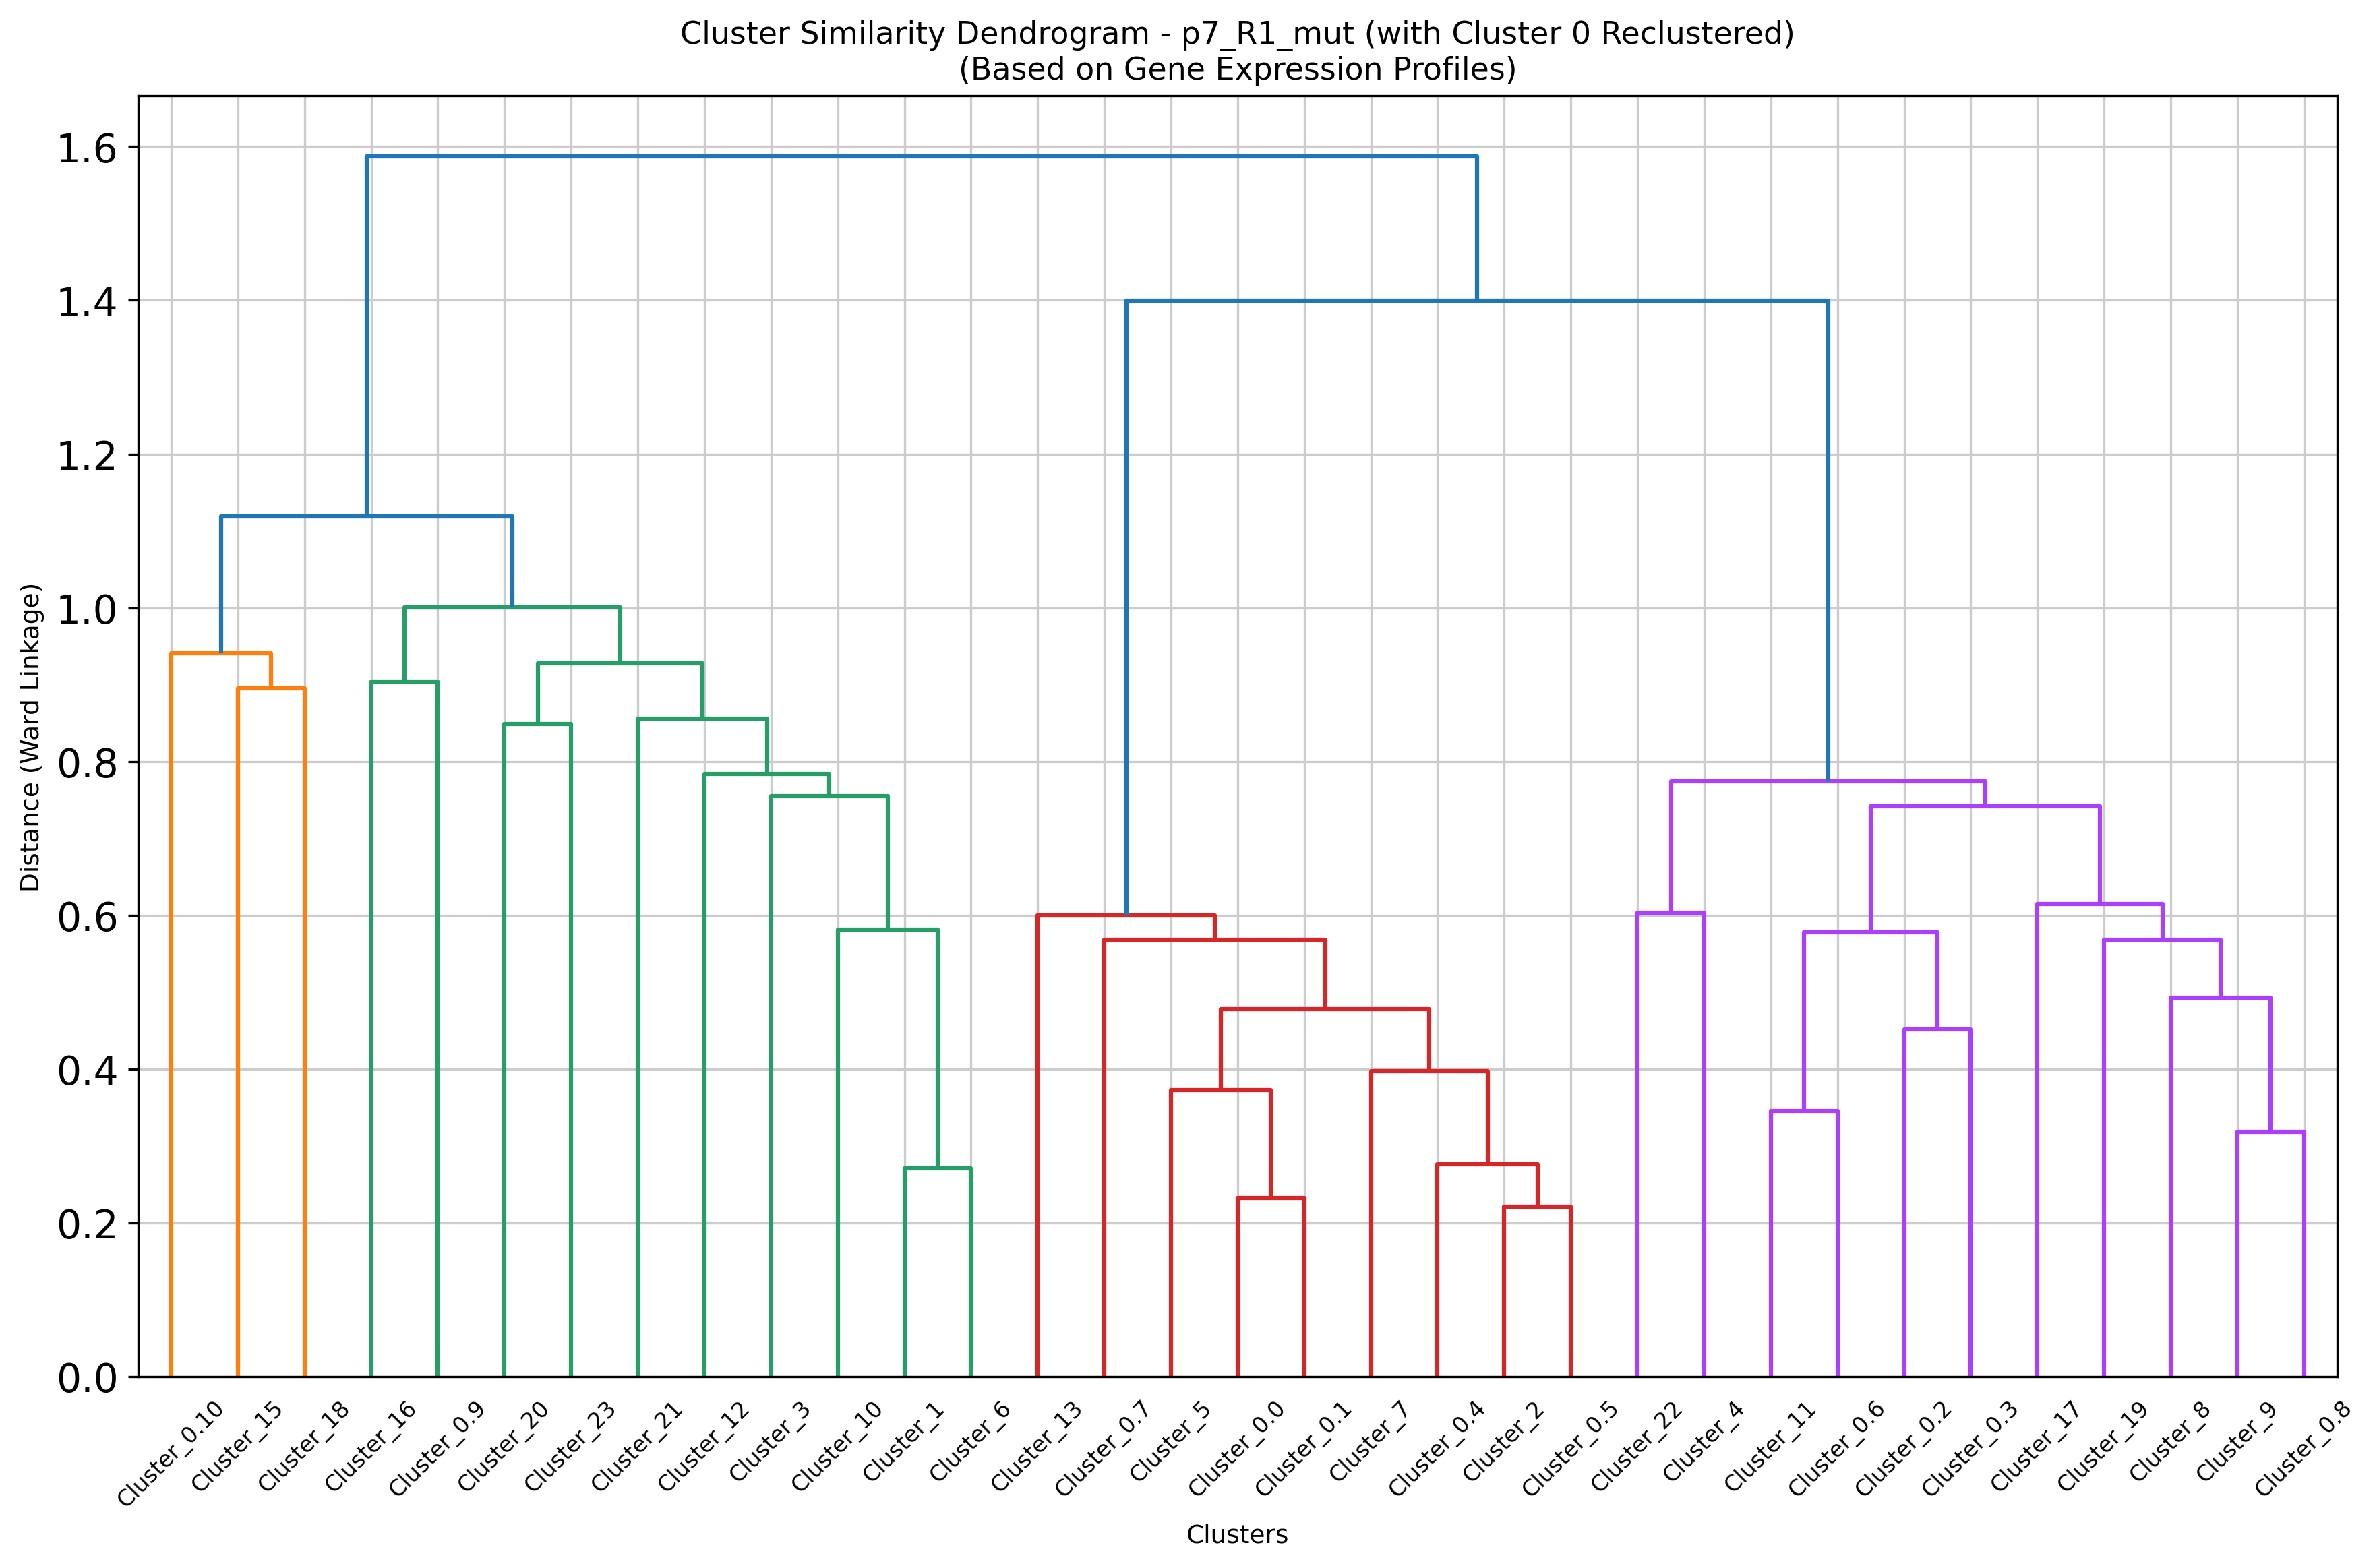 Cluster Similarity Dendrogram - p7_R1_mut (with Cluster 0 Reclustered)
(Based on Gene Expression Profiles)
Distance (Ward Linkage)
1.6
1.4
1.2
1.0
0.8
0.6
0.4
0.2
0.0
Cluster_0.10
Cluster_15
Cluster_18
Cluster_16
Cluster_0.9
Cluster_20
Cluster_23
Cluster_21
Cluster_12
Cluster_3
Cluster_10
Cluster_1
Cluster_6
Cluster_13
Cluster_0.7
Cluster_5
Cluster_0.0
Cluster_0.1
Cluster_7
Cluster_0.4
Cluster_2
Cluster_0.5
Cluster_22
Cluster_4
Cluster_11
Cluster_0.6
Cluster_0.2
Cluster_0.3
Cluster_17
Cluster_19
Cluster_8
Cluster_9
Cluster_0.8
Clusters